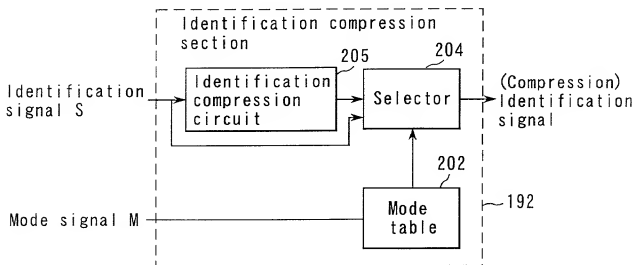 Identification compression
section
205
204
Identification
signal S
Identification
compression
circuit
Selector
(Compression)
Identification
signal
202
Mode signal M
Mode
table
192